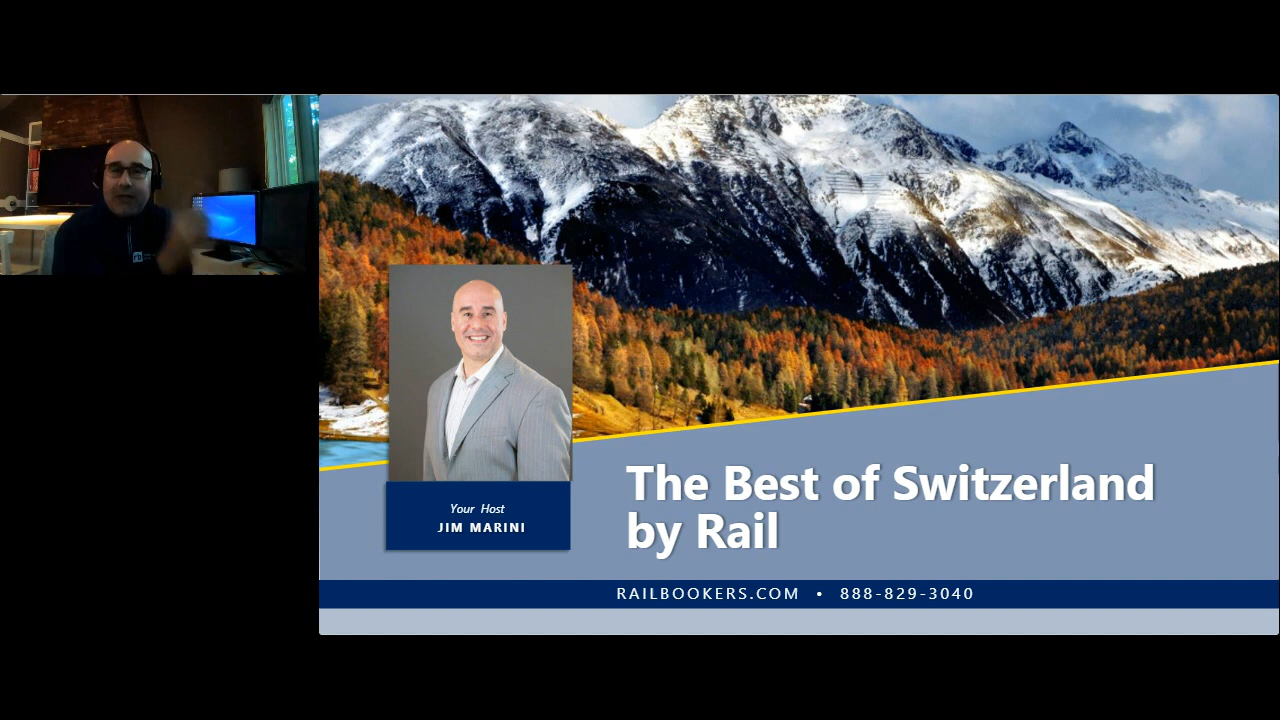 Your Host
JIM MARINI
The Best of Switzerland
by Rail
RAILBOOKERS.COM • 888-829-3040